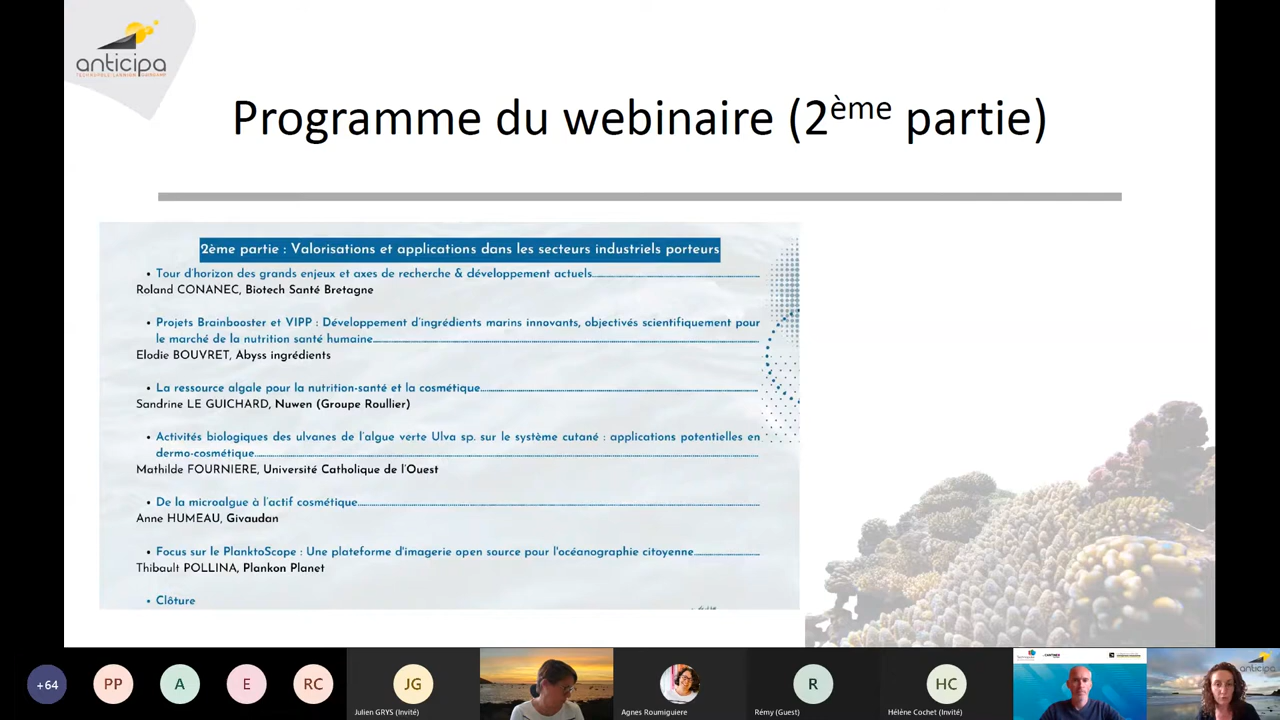 anticipa
TECHNOPOLE LANNION GUINGAMP
Programme du webinaire (2ème partie)
2ème partie : Valorisations et applications dans les secteurs industriels porteurs
• Tour d'horizon des grands enjeux et axes de recherche & développement actuels
Roland CONANEC, Biotech Santé Bretagne
• Projets Brainbooster et VIPP : Développement d'ingrédients marins innovants, objectivés scientifiquement pour
le marché de la nutrition santé humaine
Elodie BOUVRET, Abyss ingrédients
• La ressource algale pour la nutrition-santé et la cosmétique
Sandrine LE GUICHARD, Nuwen (Groupe Roullier)
• Activités biologiques des ulvanes de l'algue verte Ulva sp. sur le système cutané : applications potentielles en
dermo-cosmétique
Mathilde FOURNIERE, Université Catholique de l'Ouest
• De la microalgue à l'actif cosmétique
Anne HUMEAU, Givaudan
• Focus sur le PlanktoScope : Une plateforme d'imagerie open source pour l'océanographie citoyenne
Thibault POLLINA, Plankon Planet
• Clôture
+64
PP
A
E
RC
JG
Julien GRYS (Invité)
Agnes Roumiguiere
R
Rémy (Guest)
HC
Hélène Cochet (Invité)
anticipa